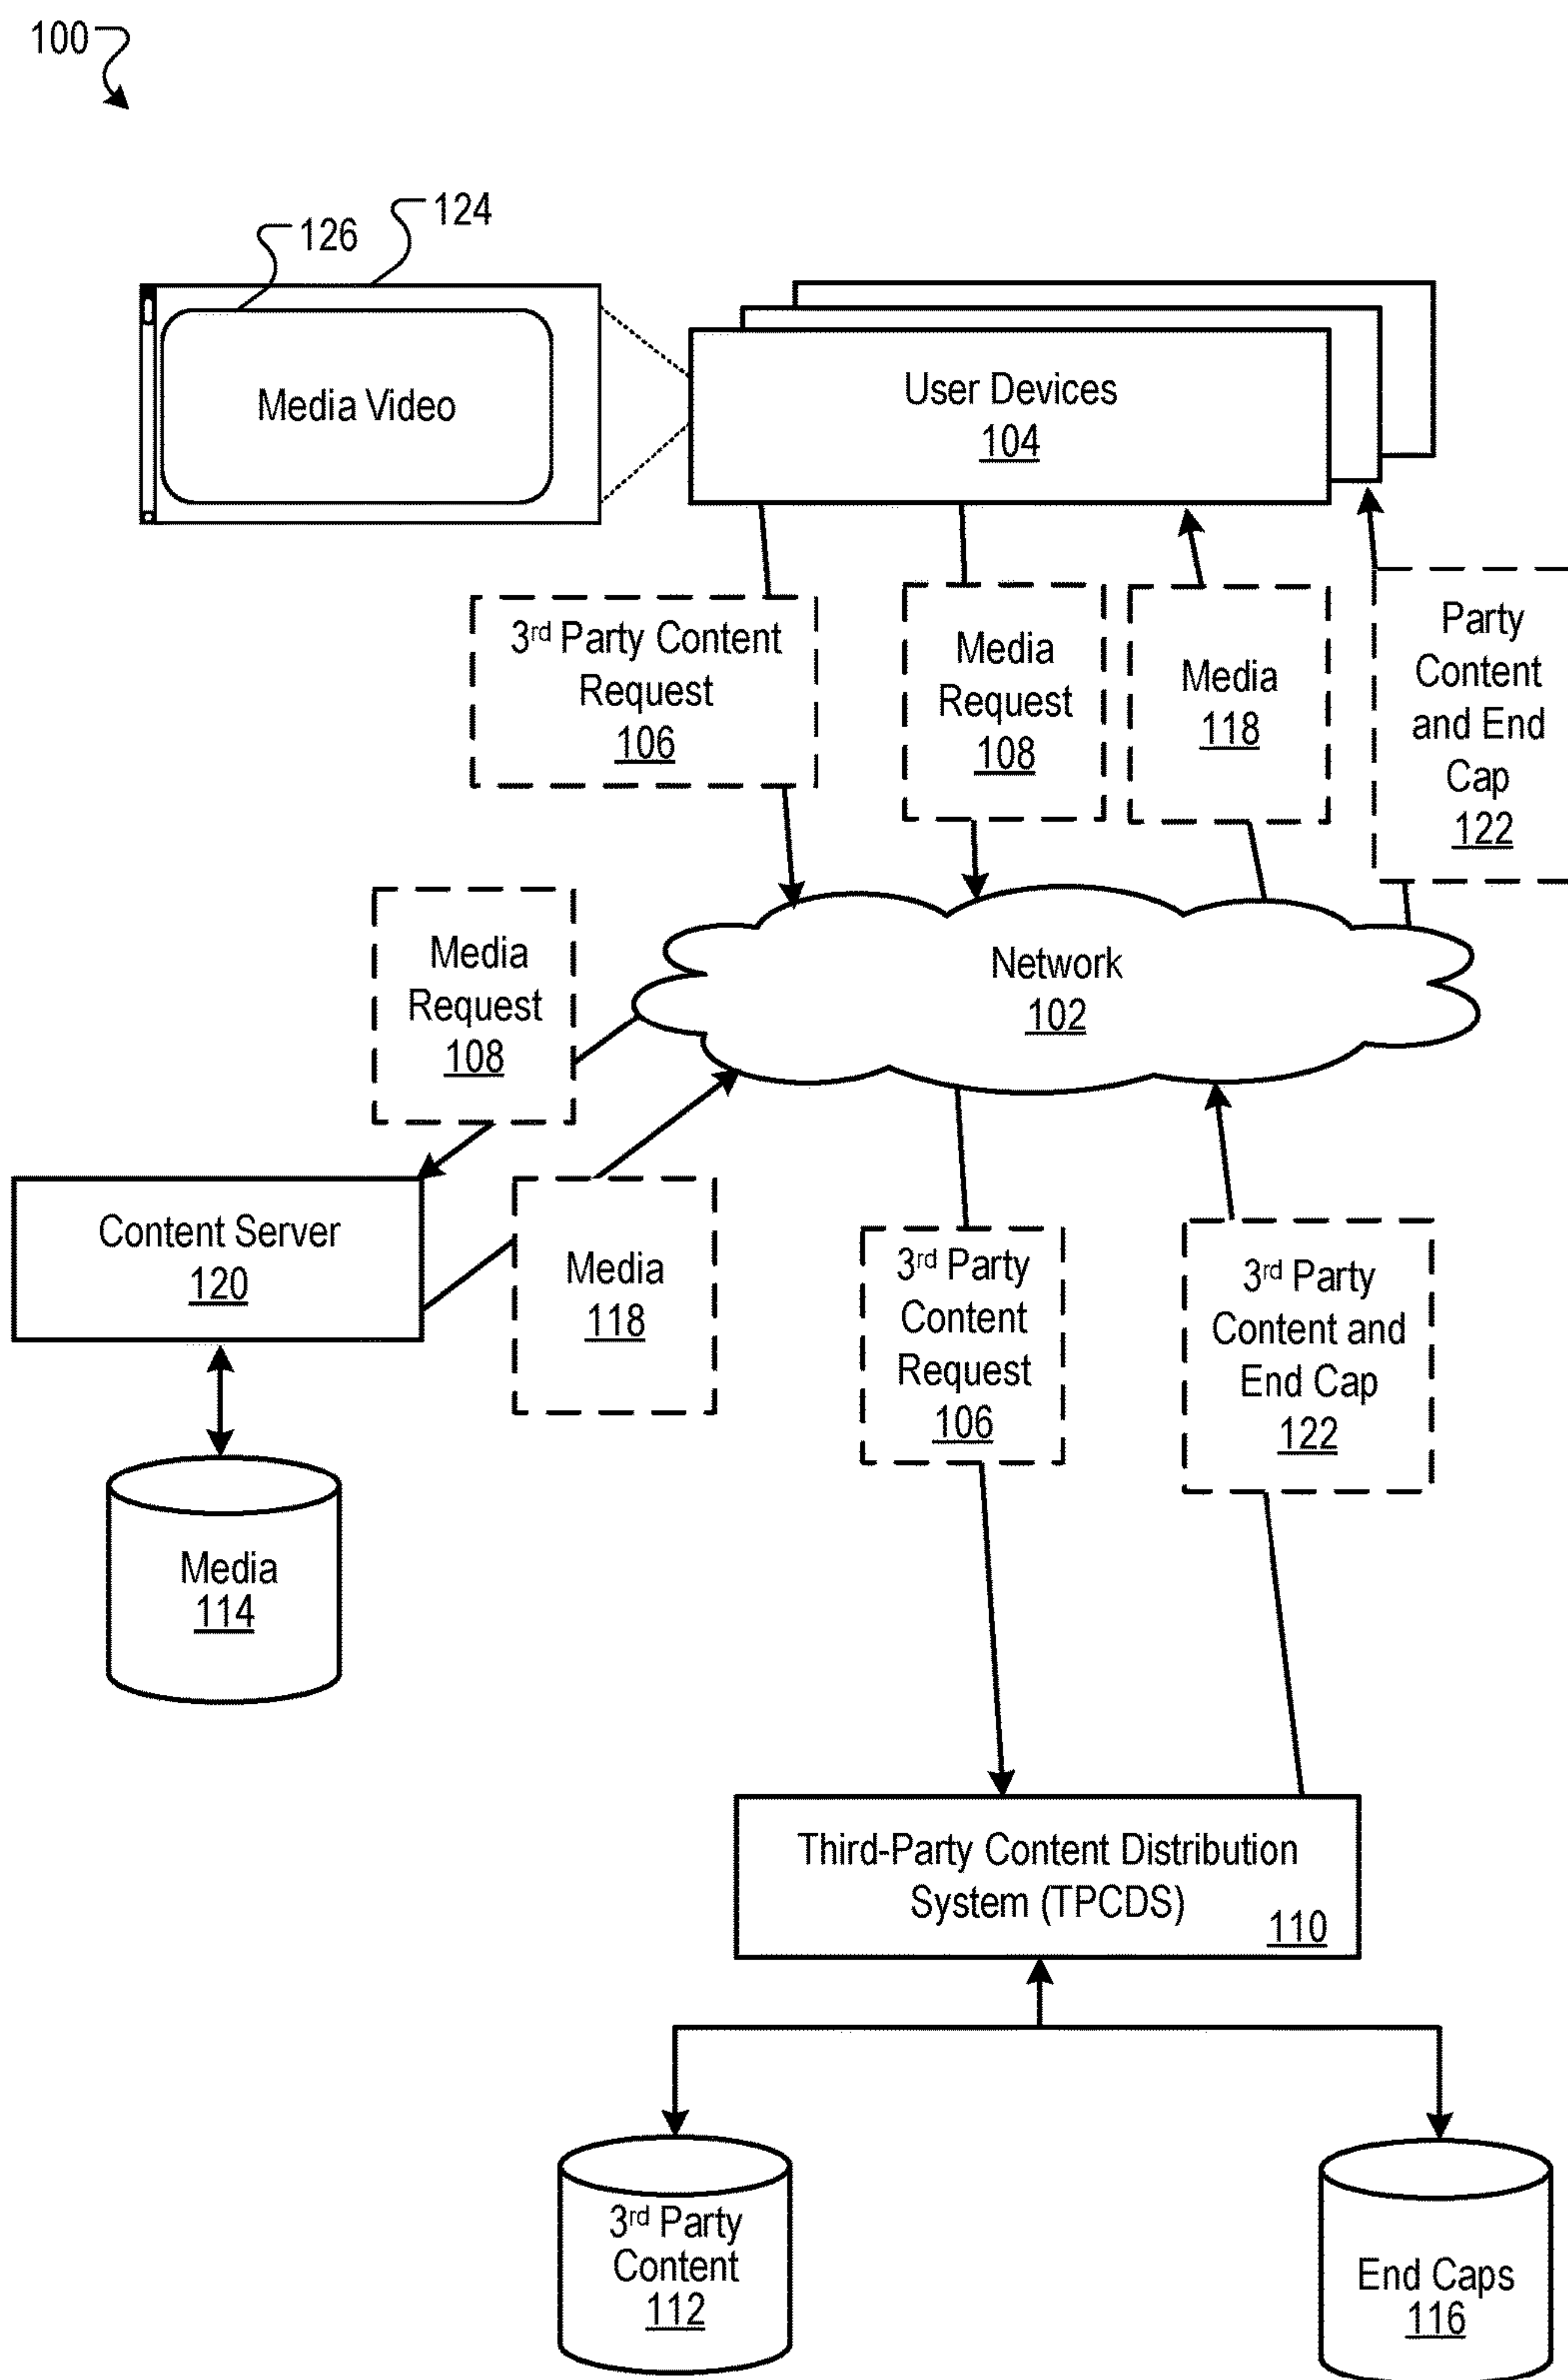 100
124
126
Media Video
User Devices
104
3rd Party Content
Request
106
Media
Request
108
Media
118
Party
Content
and End
Cap
122
Media
Request
108
Network
102
Content Server
120
Media
118
3rd Party
Content
Request
106
3rd Party
Content and
End Cap
122
Media
114
Third-Party Content Distribution
System (TPCDS)
110
3rd Party
Content
112
End Caps
116